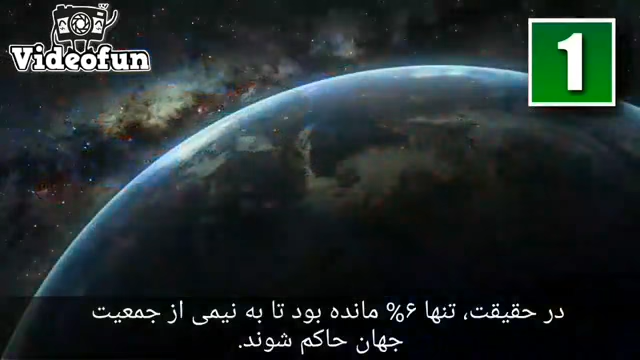 Videofun
1
در حقیقت، تنها ۶% مانده بود تا به نیمی از جمعیت
جهان حاکم شوند.